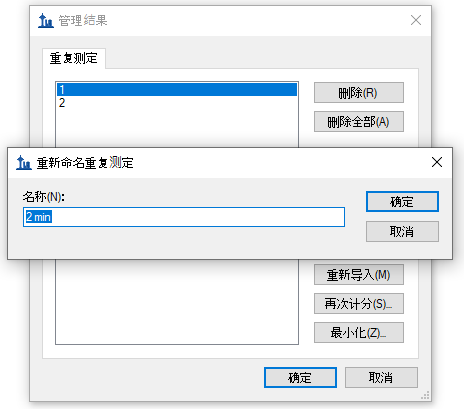 管理结果
重复测定
1
2
删除(R)
删除全部(A)
重新命名重复测定
名称(N):
2 min
确定
取消
重新导入(M)
再次计分(S)...
最小化(Z)...
确定
取消